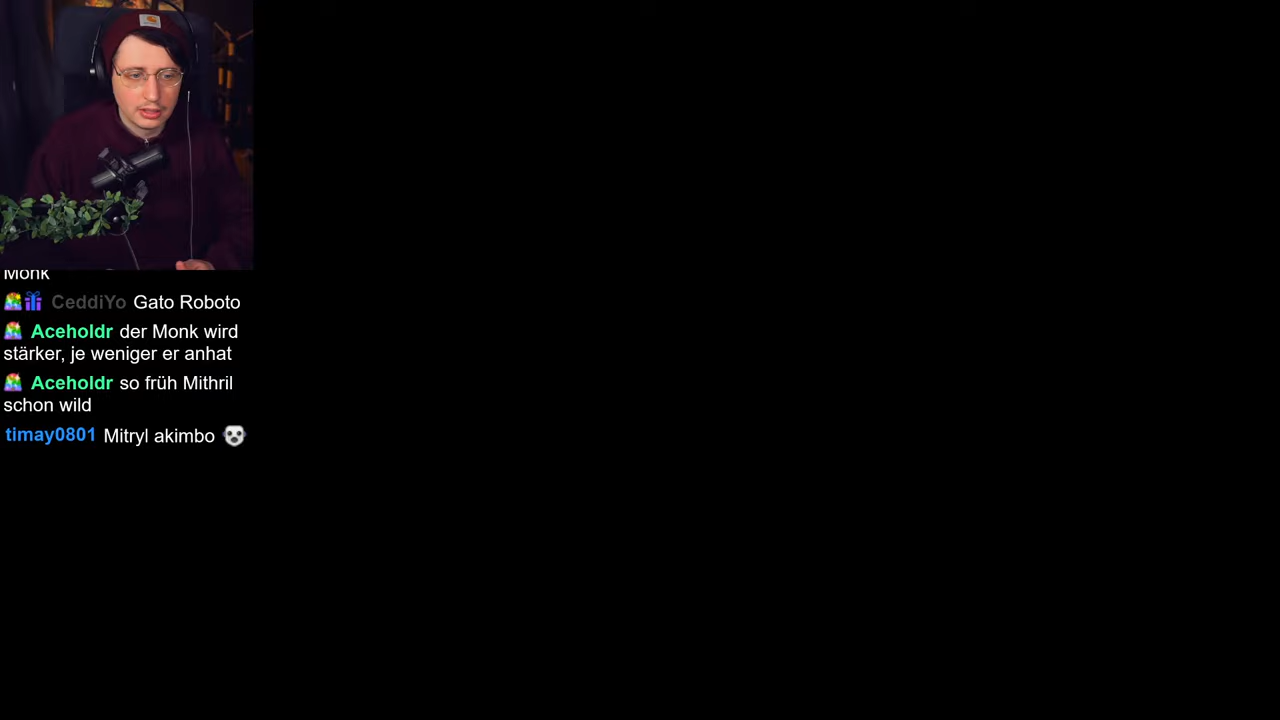 Monk
CeddiYo Gato Roboto
Aceholdr der Monk wird
stärker, je weniger er anhat
Aceholdr so früh Mithril
schon wild
timay0801 Mitryl akimbo